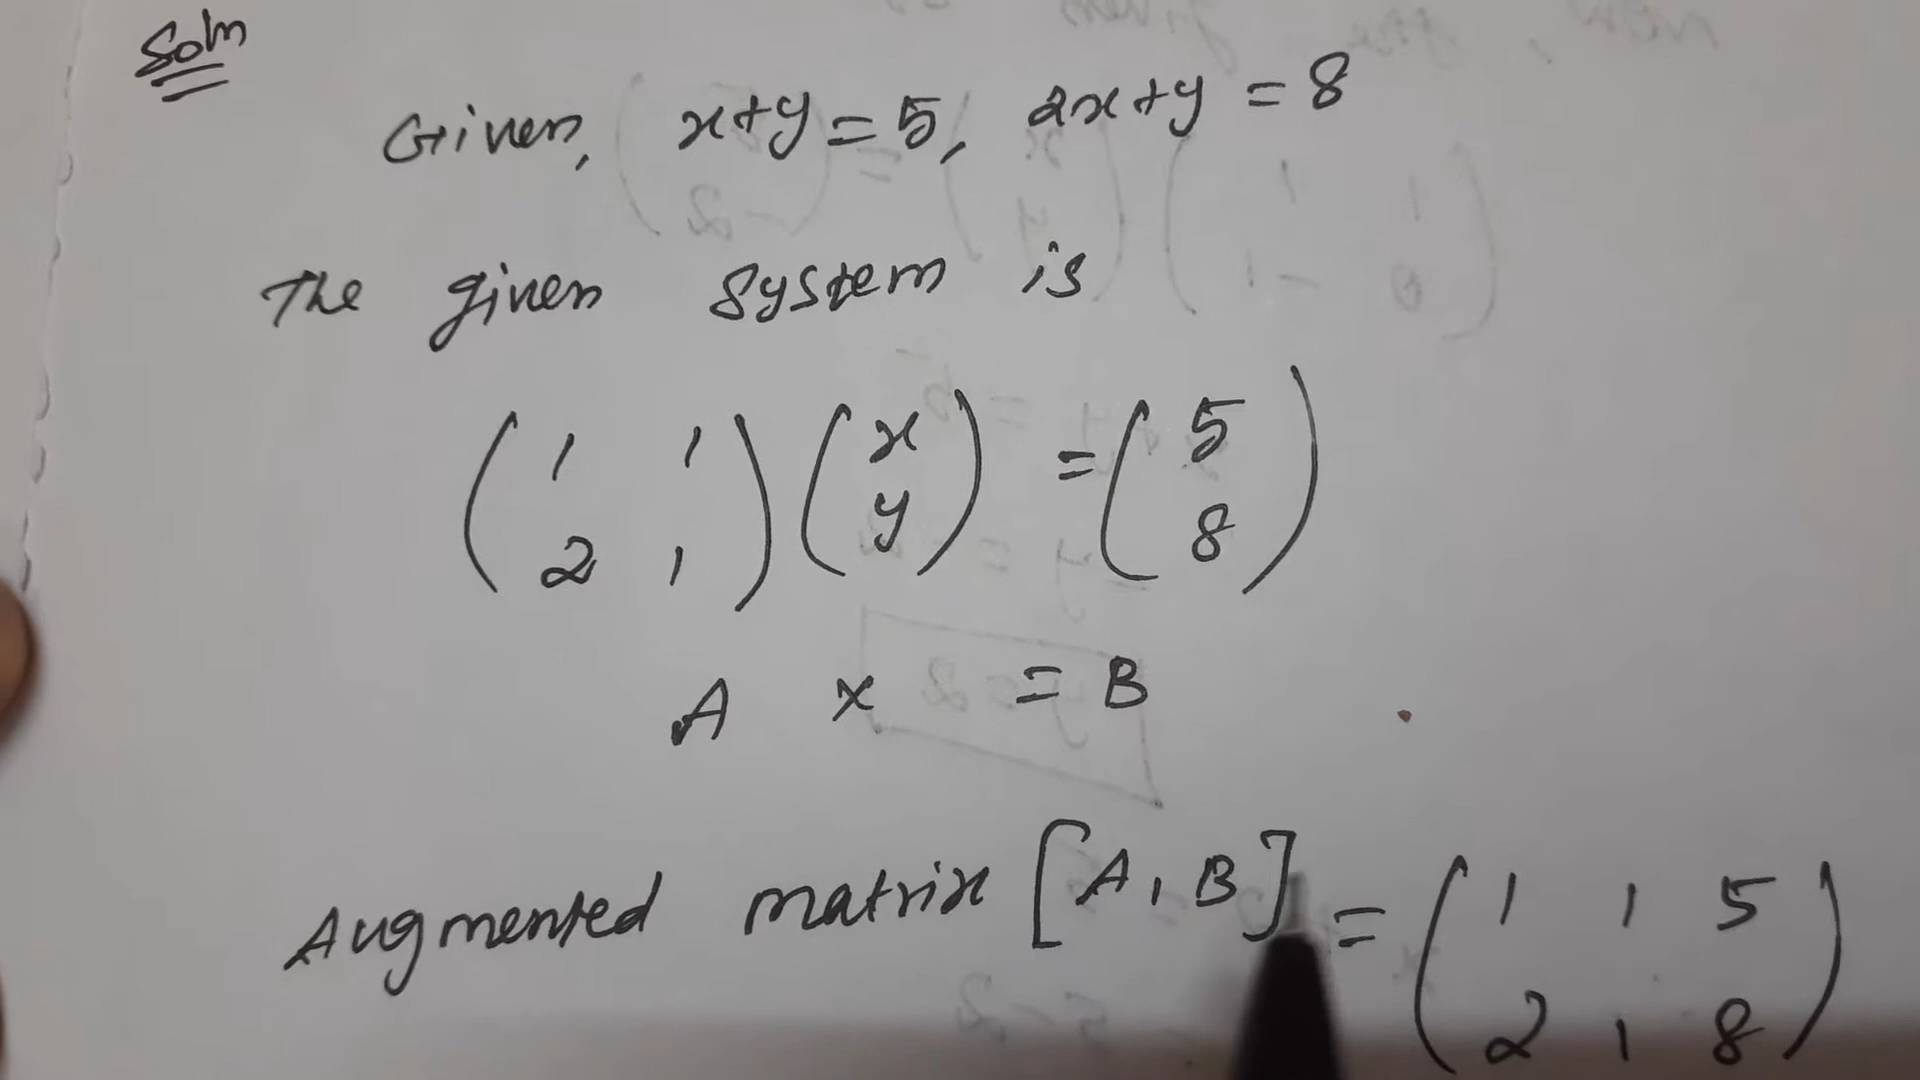 Soln
Given, x+y=5, 2x+y=8
The given system is
( 1 1 ) ( x ) = ( 5 )
( 2 1 ) ( y ) ( 8 )
A x = B
Augmented matrix [A, B] = ( 1 1 5 )
( 2 1 8 )